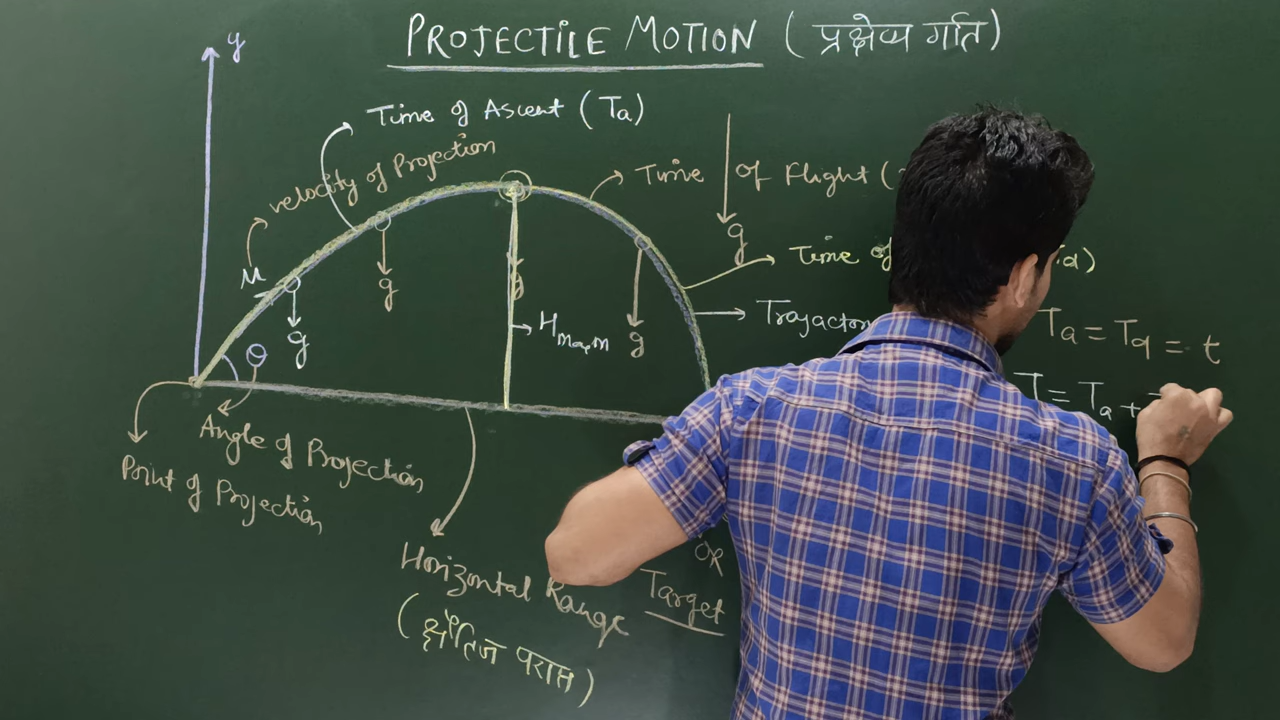 PROJECTILE MOTION (प्रक्षेप्य गति)
y
Time of Ascent (Ta)
velocity of Projection
Time of Flight (
g
u
g
g
g
g
Time of
d)
Hmaxm
Ta = Td = t
T = Ta +
θ
Angle of Projection
Point of Projection
Horizontal Range
(क्षैतिज परास)
OR
Target